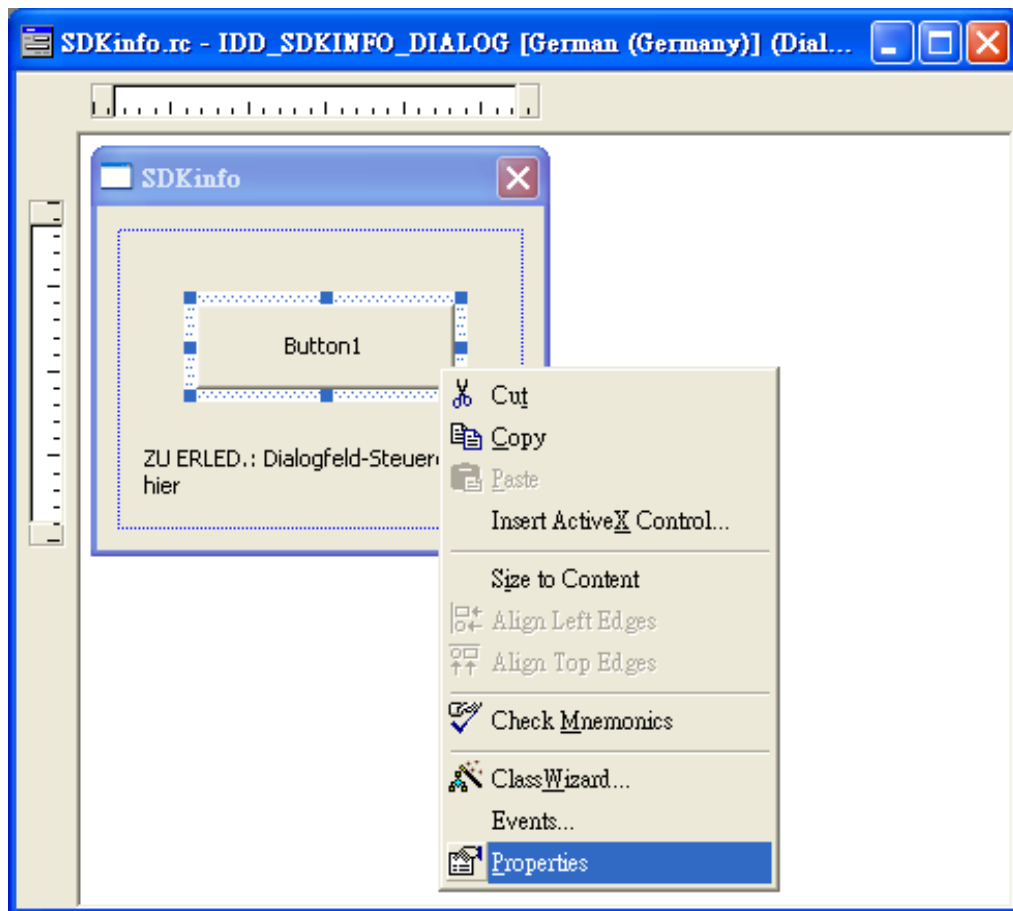 SDKinfo.rc - IDD_SDKINFO_DIALOG [German (Germany)] (Dial...
SDKinfo
Button1
ZU ERLED.: Dialogfeld-Steuer
hier
Cut
Copy
Paste
Insert ActiveX Control...
Size to Content
Align Left Edges
Align Top Edges
Check Mnemonics
ClassWizard...
Events...
Properties